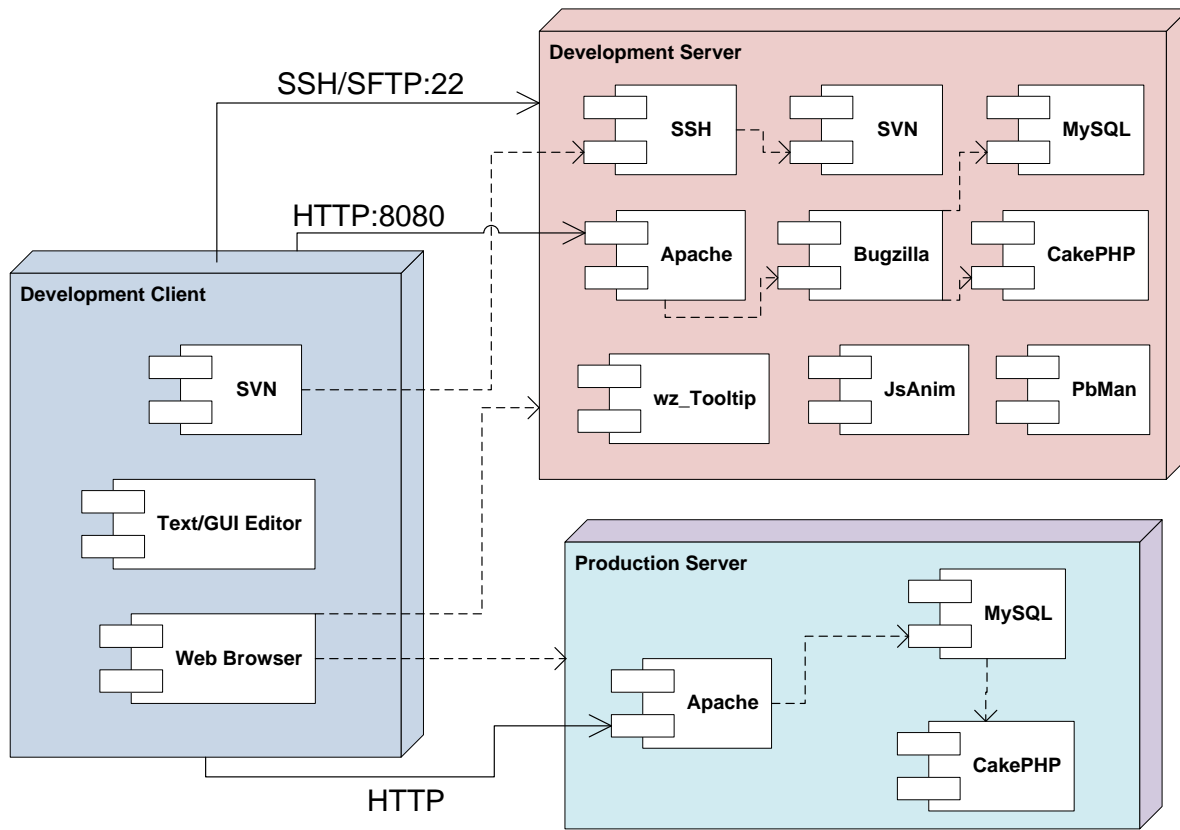 Development Server
SSH/SFTP:22
SSH
SVN
MySQL
HTTP:8080
Apache
Bugzilla
CakePHP
Development Client
SVN
wz_Tooltip
JsAnim
PbMan
Text/GUI Editor
Production Server
MySQL
Web Browser
Apache
CakePHP
HTTP